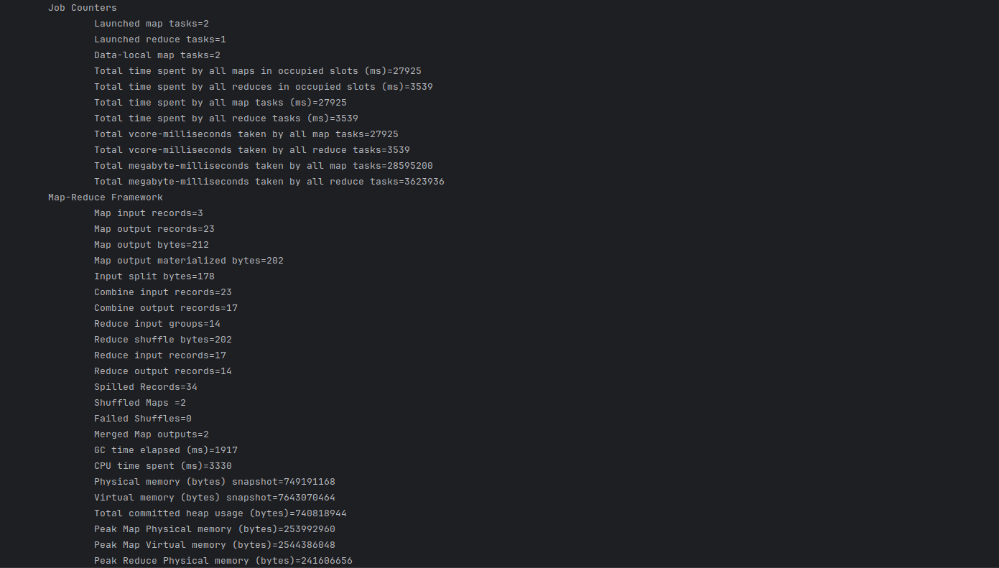 Job Counters
Launched map tasks=2
Launched reduce tasks=1
Data-local map tasks=2
Total time spent by all maps in occupied slots (ms)=27925
Total time spent by all reduces in occupied slots (ms)=3539
Total time spent by all map tasks (ms)=27925
Total time spent by all reduce tasks (ms)=3539
Total vcore-milliseconds taken by all map tasks=27925
Total vcore-milliseconds taken by all reduce tasks=3539
Total megabyte-milliseconds taken by all map tasks=28595200
Total megabyte-milliseconds taken by all reduce tasks=3623936
Map-Reduce Framework
Map input records=3
Map output records=23
Map output bytes=212
Map output materialized bytes=202
Input split bytes=178
Combine input records=23
Combine output records=17
Reduce input groups=14
Reduce shuffle bytes=202
Reduce input records=17
Reduce output records=14
Spilled Records=34
Shuffled Maps =2
Failed Shuffles=0
Merged Map outputs=2
GC time elapsed (ms)=1917
CPU time spent (ms)=3330
Physical memory (bytes) snapshot=749191168
Virtual memory (bytes) snapshot=7643070464
Total committed heap usage (bytes)=740818944
Peak Map Physical memory (bytes)=253992960
Peak Map Virtual memory (bytes)=2544386048
Peak Reduce Physical memory (bytes)=241606656